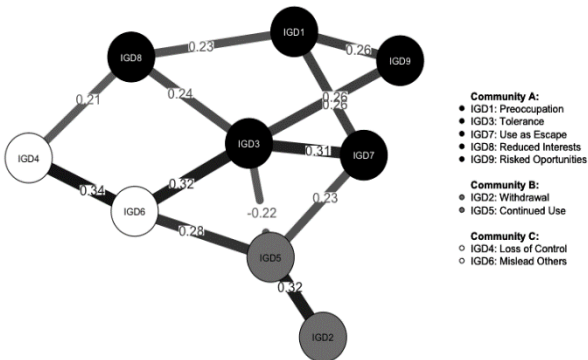 IGD1
0.23
IGD8
0.26
IGD9
0.26
0.26
0.24
0.21
IGD3
0.31
IGD7
IGD4
0.34
0.32
IGD6
-0.22
0.23
0.28
IGD5
0.32
IGD2
Community A:
IGD1: Preoccupation
IGD3: Tolerance
IGD7: Use as Escape
IGD8: Reduced Interests
IGD9: Risked Oportunities
Community B:
IGD2: Withdrawal
IGD5: Continued Use
Community C:
IGD4: Loss of Control
IGD6: Mislead Others